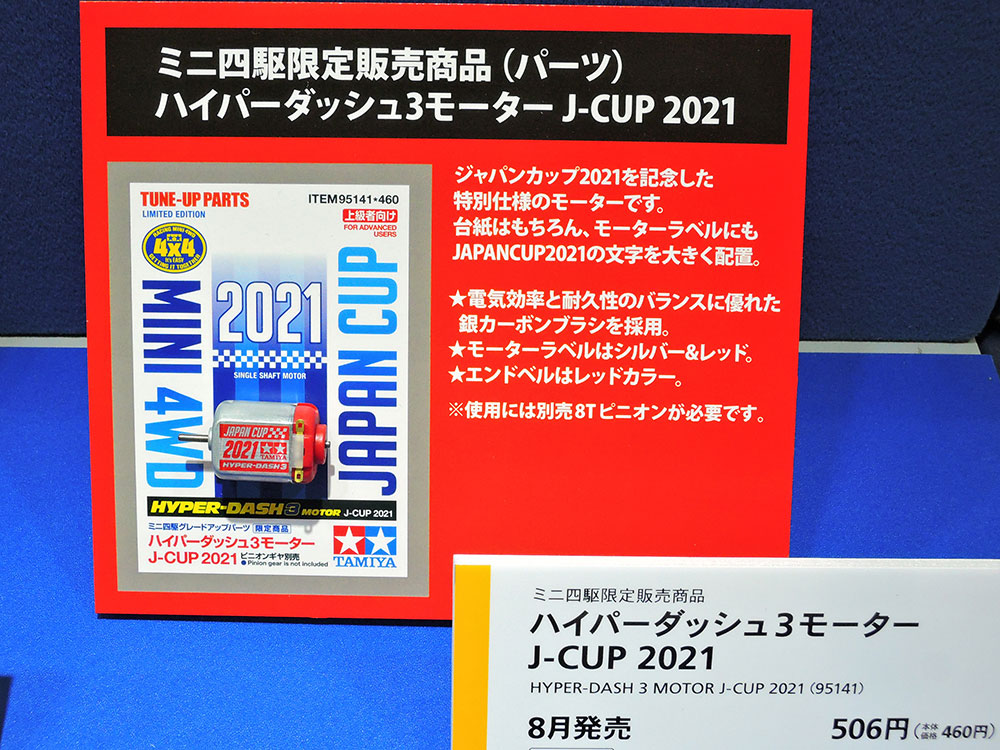 ミニ四駆限定販売商品（パーツ）
ハイパーダッシュ3モーター J-CUP 2021
TUNE-UP PARTS
LIMITED EDITION
ITEM 95141★460
上級者向け
FOR ADVANCED
USERS
RACING MINI 4WD
4x4
It's EASY
GETTING IT TOGETHER
MINI 4WD
2021
JAPAN CUP
SINGLE SHAFT MOTOR
JAPAN CUP
2021 TAMIYA
HYPER-DASH 3
HYPER-DASH 3 MOTOR J-CUP 2021
ミニ四駆グレードアップパーツ 限定商品
ハイパーダッシュ3モーター
J-CUP 2021 ピニオンギヤ別売
●Pinion gear is not included
TAMIYA
ジャパンカップ2021を記念した
特別仕様のモーターです。
台紙はもちろん、モーターラベルにも
JAPANCUP2021の文字を大きく配置。
★電気効率と耐久性のバランスに優れた
銀カーボンブラシを採用。
★モーターラベルはシルバー&レッド。
★エンドベルはレッドカラー。
※使用には別売8Tピニオンが必要です。
ミニ四駆限定販売商品
ハイパーダッシュ3モーター
J-CUP 2021
HYPER-DASH 3 MOTOR J-CUP 2021（95141）
8月発売
506円（本体価格 460円）